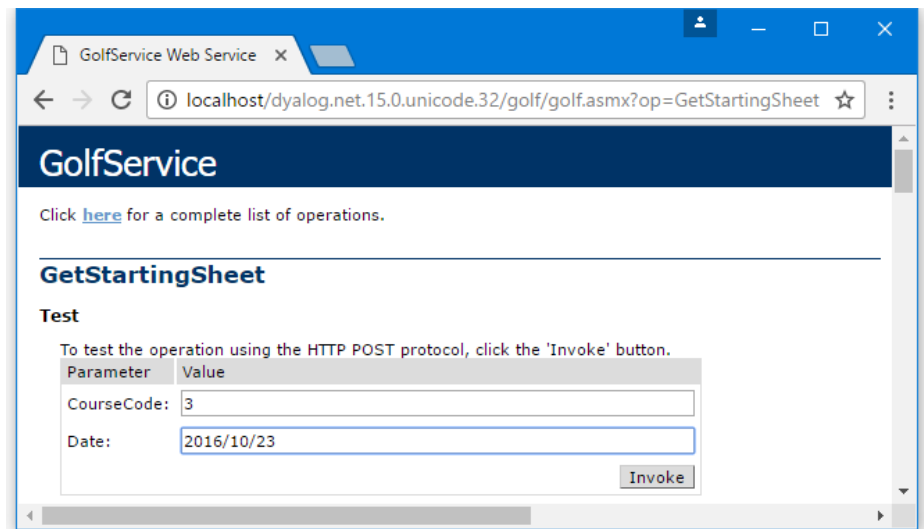 GolfService Web Service
localhost/dyalog.net.15.0.unicode.32/golf/golf.asmx?op=GetStartingSheet
GolfService
Click here for a complete list of operations.
GetStartingSheet
Test
To test the operation using the HTTP POST protocol, click the 'Invoke' button.
Parameter Value
CourseCode: 3
Date: 2016/10/23
Invoke